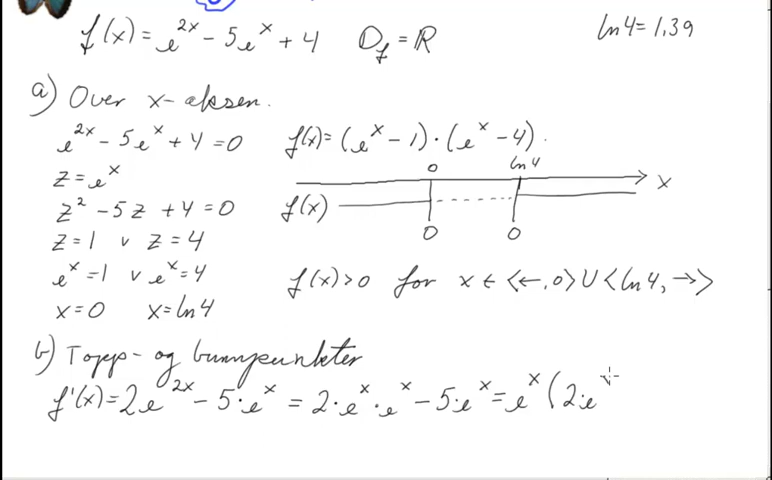 f(x) = e^{2x} - 5e^x + 4   D_f = ℝ   ln 4 = 1.39
a) Over x-aksen.
e^{2x} - 5e^x + 4 = 0   f(x) = (e^x - 1) · (e^x - 4).
z = e^x   0   ln 4   x
z² - 5z + 4 = 0   f(x)
z = 1 v z = 4   0   0
e^x = 1 v e^x = 4   f(x) > 0 for x ∈ <←, 0> ∪ <ln 4, →>
x = 0   x = ln 4
b) Topp- og bunnpunkter
f'(x) = 2e^{2x} - 5·e^x = 2·e^x·e^x - 5·e^x = e^x (2·e^x